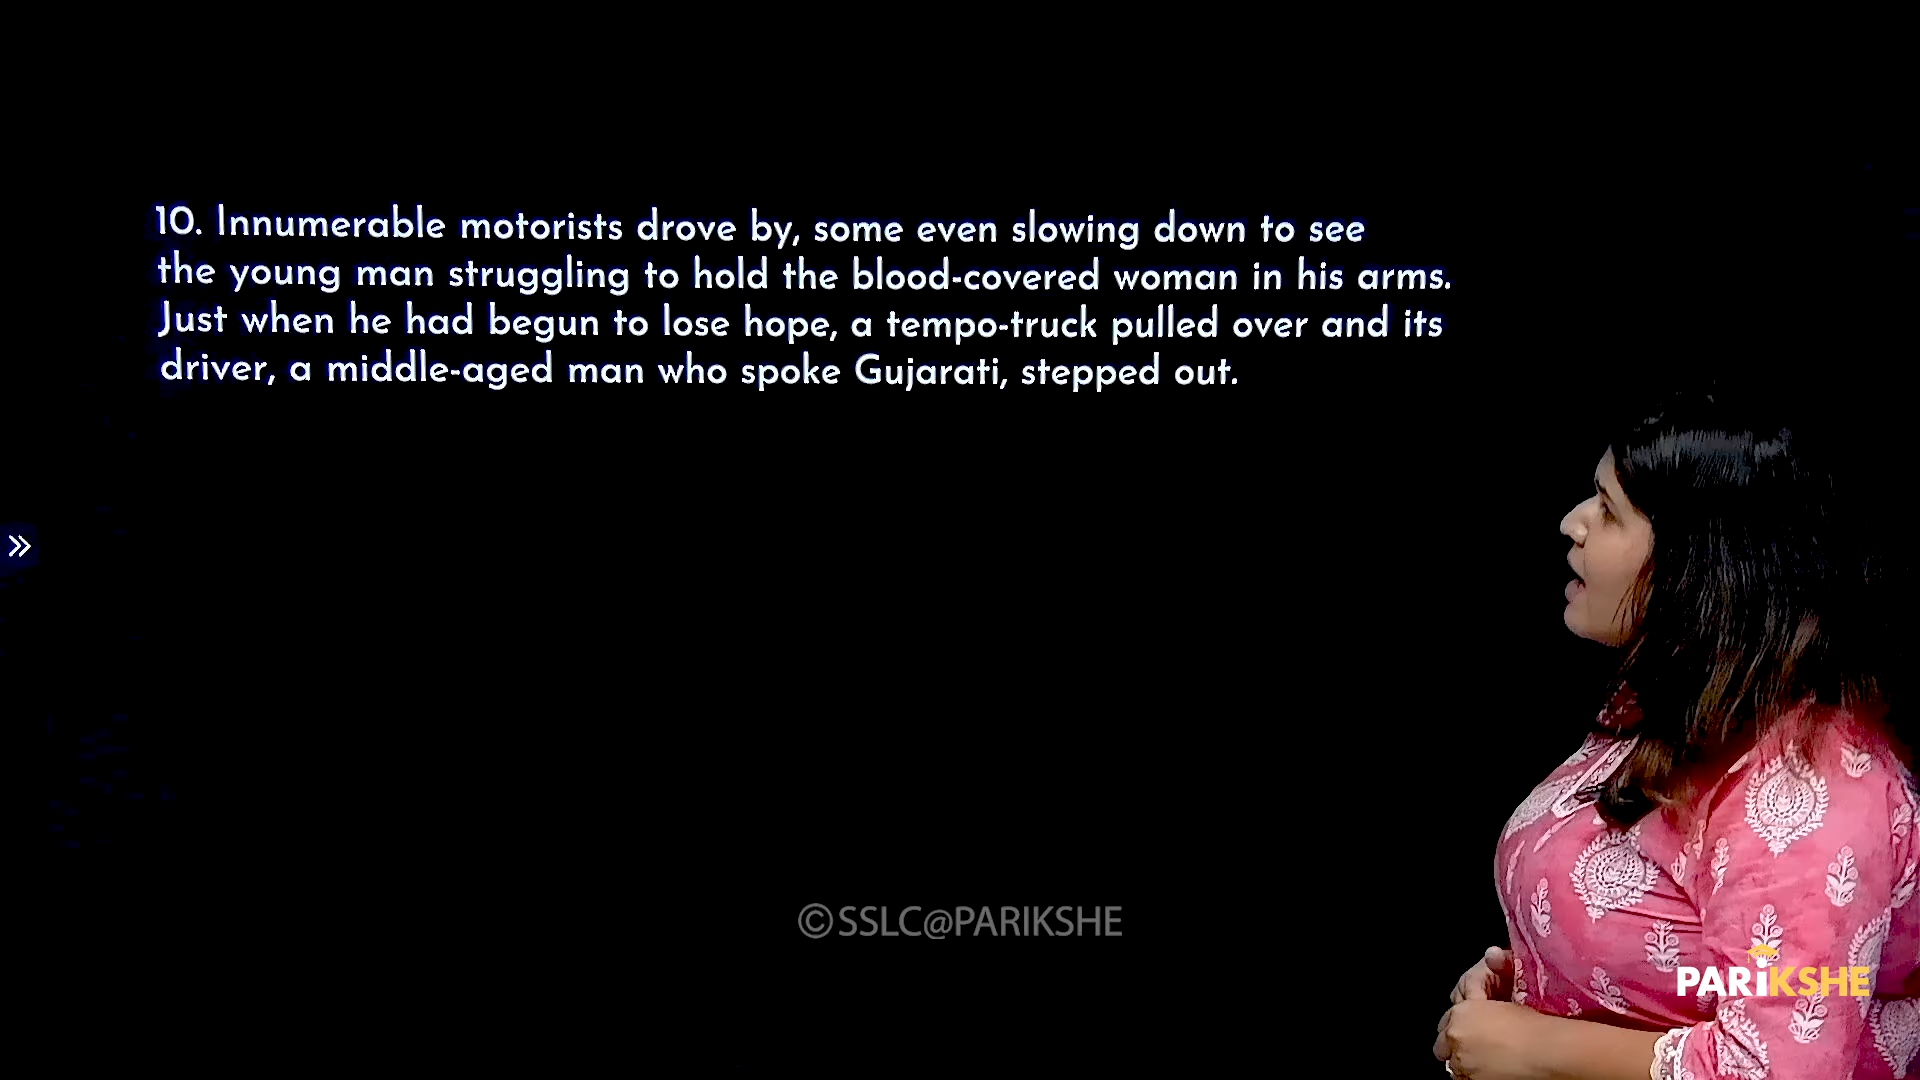 10. Innumerable motorists drove by, some even slowing down to see
the young man struggling to hold the blood-covered woman in his arms.
Just when he had begun to lose hope, a tempo-truck pulled over and its
driver, a middle-aged man who spoke Gujarati, stepped out.
»
©SSLC@PARIKSHE
PARIKSHE